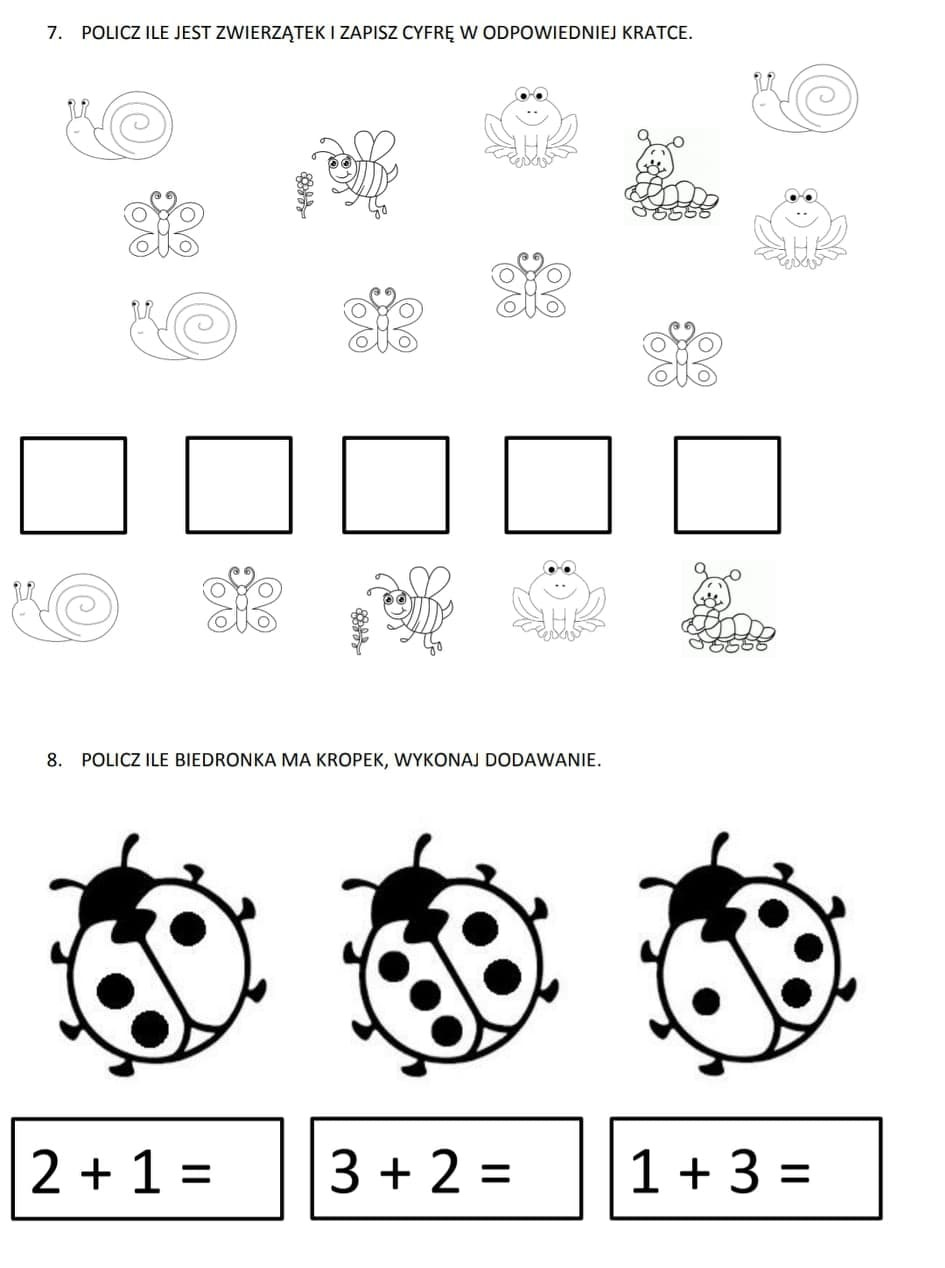 7. POLICZ ILE JEST ZWIERZĄTEK I ZAPISZ CYFRĘ W ODPOWIEDNIEJ KRATCE.
8. POLICZ ILE BIEDRONKA MA KROPEK, WYKONAJ DODAWANIE.
2 + 1 =
3 + 2 =
1 + 3 =